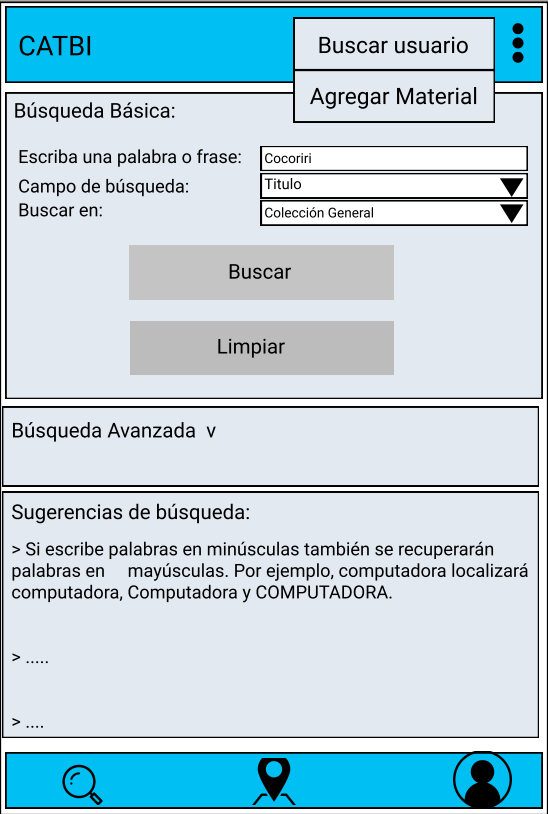 CATBI
Buscar usuario
Agregar Material
Búsqueda Básica:
Escriba una palabra o frase:
Cocoriri
Campo de búsqueda:
Titulo
Buscar en:
Colección General
Buscar
Limpiar
Búsqueda Avanzada v
Sugerencias de búsqueda:
> Si escribe palabras en minúsculas también se recuperarán
palabras en mayúsculas. Por ejemplo, computadora localizará
computadora, Computadora y COMPUTADORA.
> .....
> ....